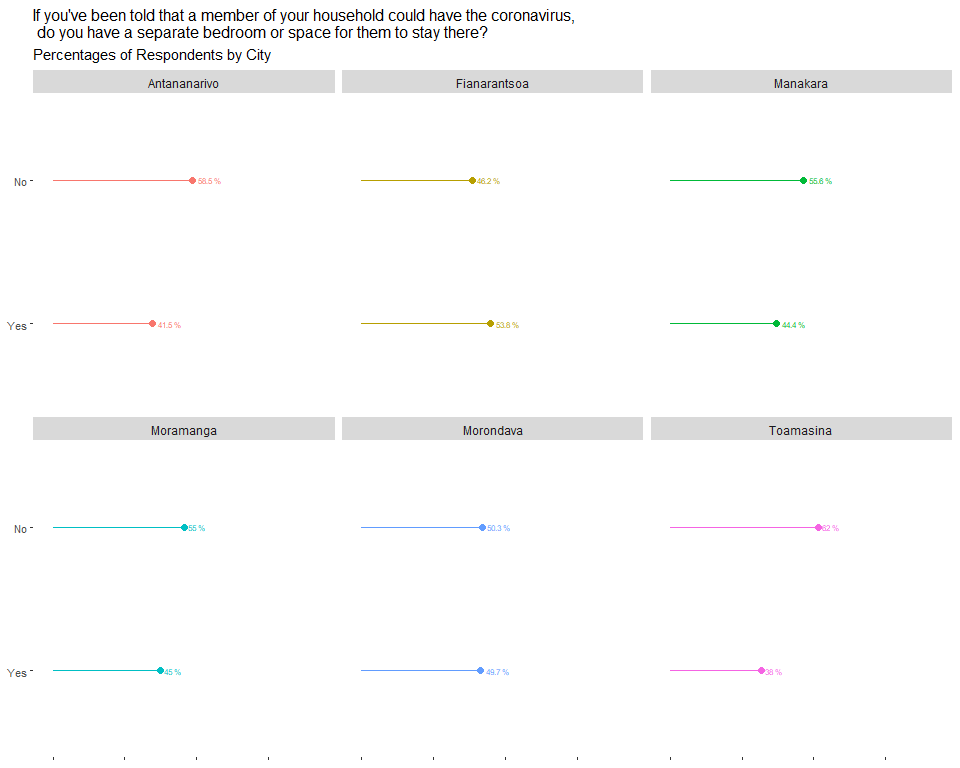 If you've been told that a member of your household could have the coronavirus,
do you have a separate bedroom or space for them to stay there?
Percentages of Respondents by City
Antananarivo Fianarantsoa Manakara
No 58.5 % 46.2 % 55.6 %
Yes 41.5 % 53.8 % 44.4 %
Moramanga Morondava Toamasina
No 55 % 50.3 % 62 %
Yes 45 % 49.7 % 38 %